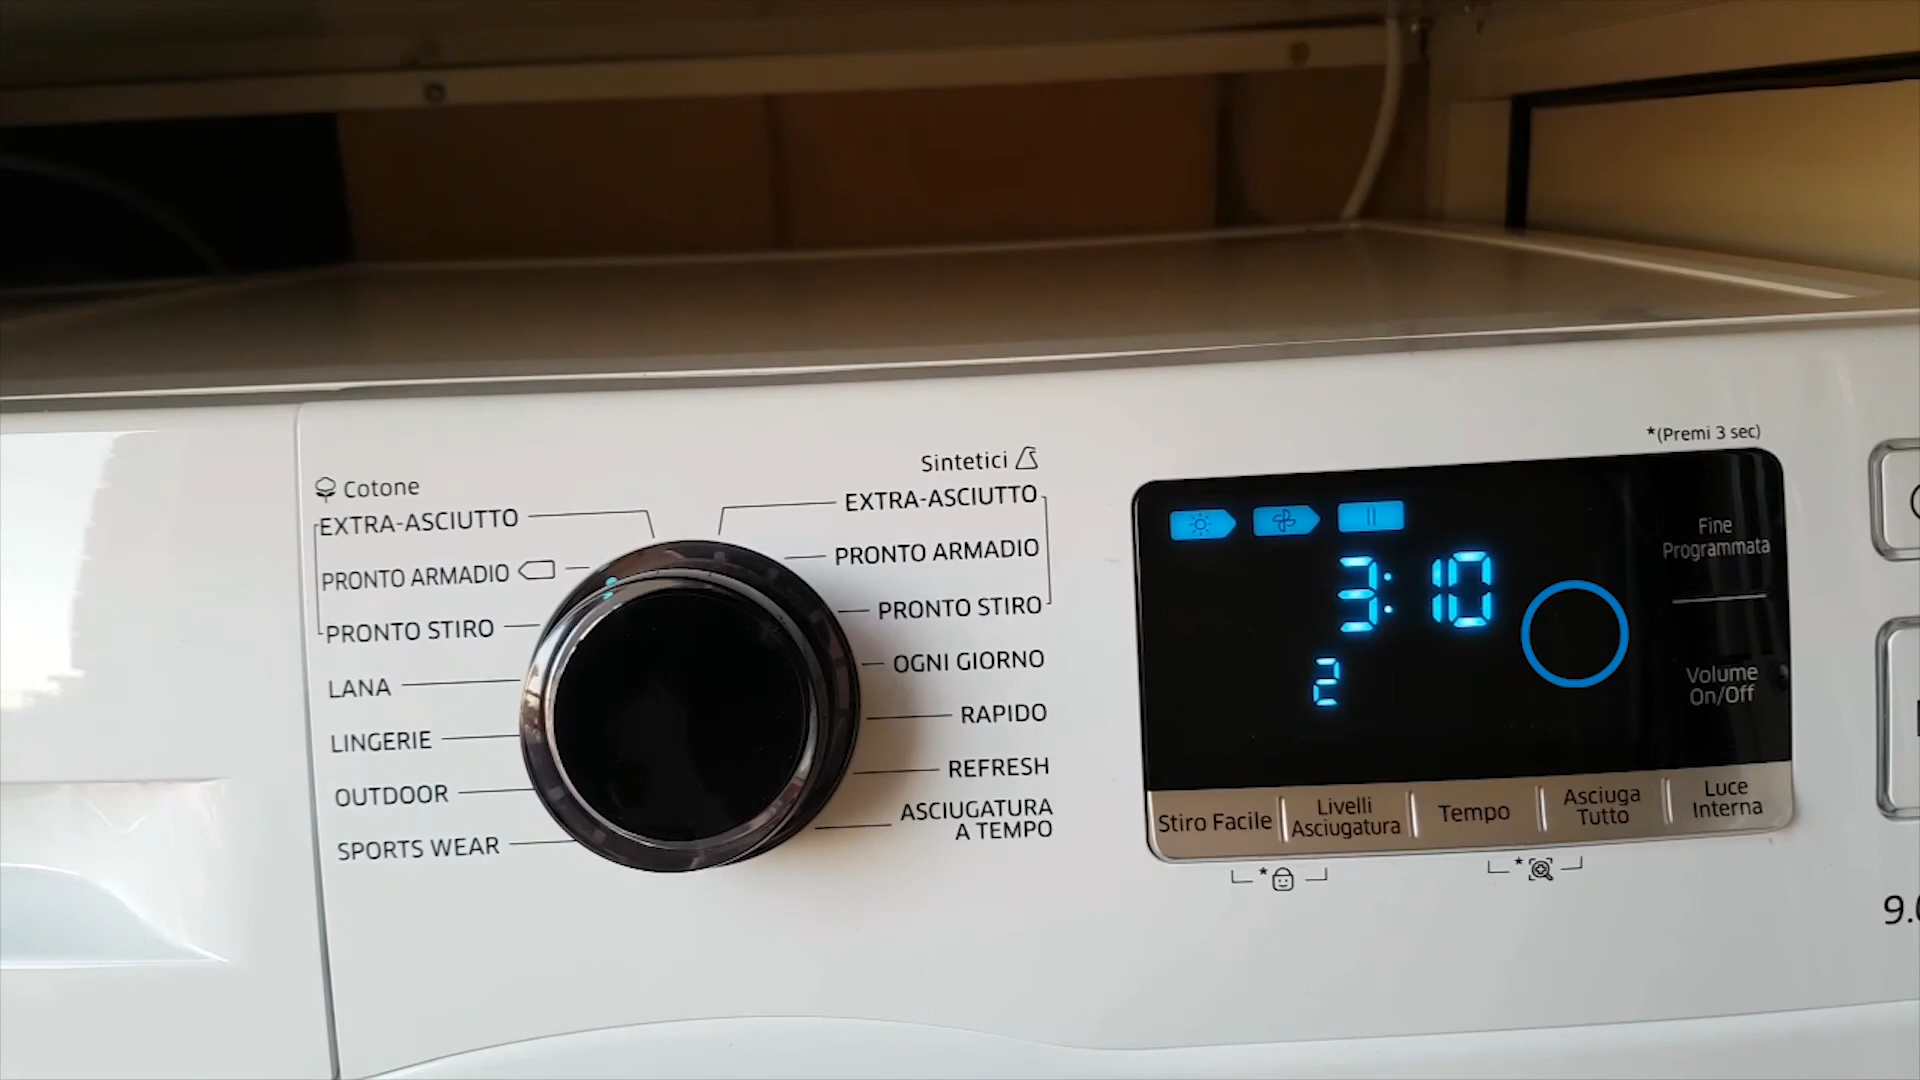 Cotone
EXTRA-ASCIUTTO
PRONTO ARMADIO
PRONTO STIRO
LANA
LINGERIE
OUTDOOR
SPORTS WEAR
Sintetici
EXTRA-ASCIUTTO
PRONTO ARMADIO
PRONTO STIRO
OGNI GIORNO
RAPIDO
REFRESH
ASCIUGATURA
A TEMPO
*(Premi 3 sec)
3:10
2
Fine
Programmata
Volume
On/Off
Stiro Facile
Livelli
Asciugatura
Tempo
Asciuga
Tutto
Luce
Interna
*
*